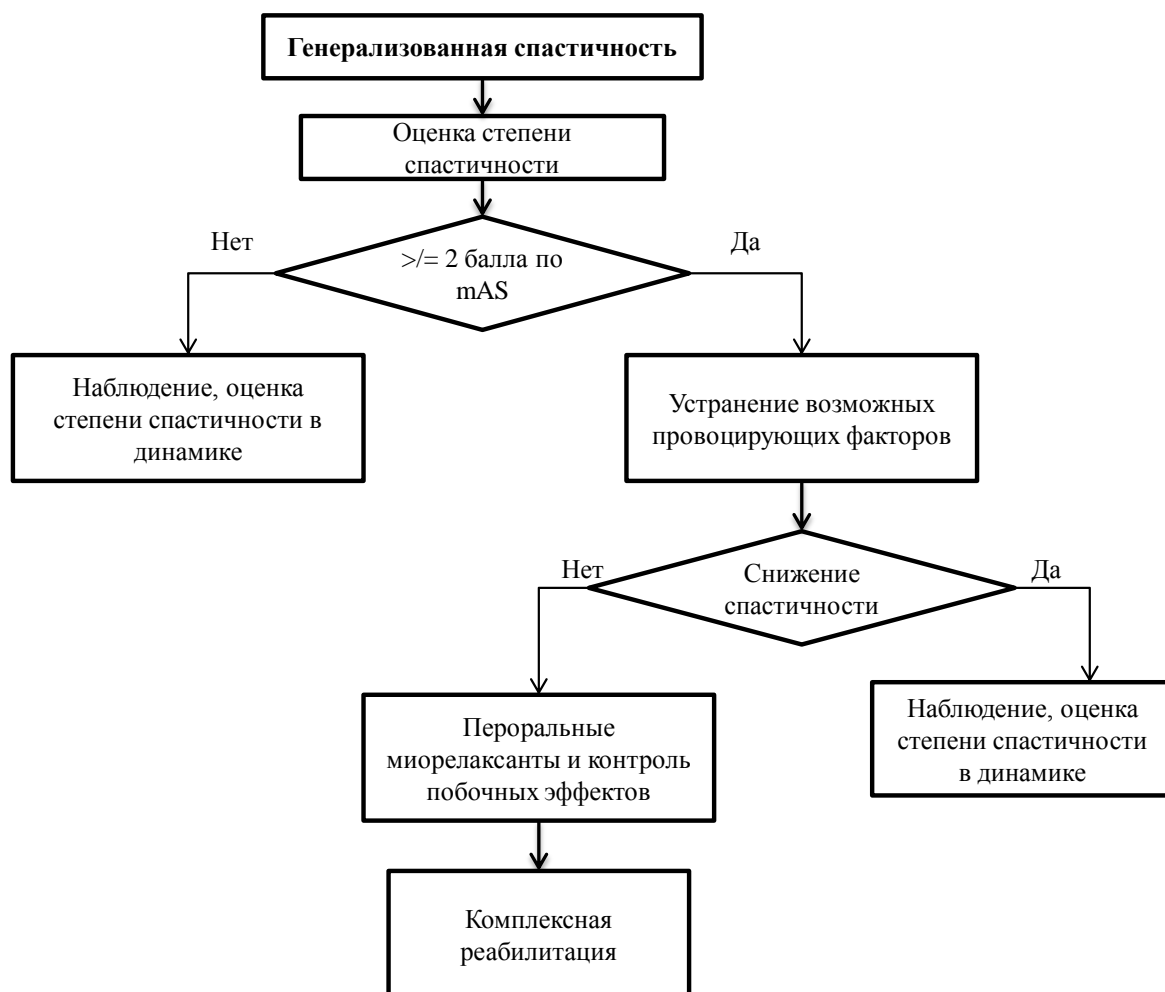 Генерализованная спастичность
Оценка степени
спастичности
Нет
Да
>/= 2 балла по
mAS
Наблюдение, оценка
степени спастичности в
динамике
Устранение возможных
провоцирующих факторов
Нет
Да
Снижение
спастичности
Пероральные
миорелаксанты и контроль
побочных эффектов
Наблюдение, оценка
степени спастичности
в динамике
Комплексная
реабилитация